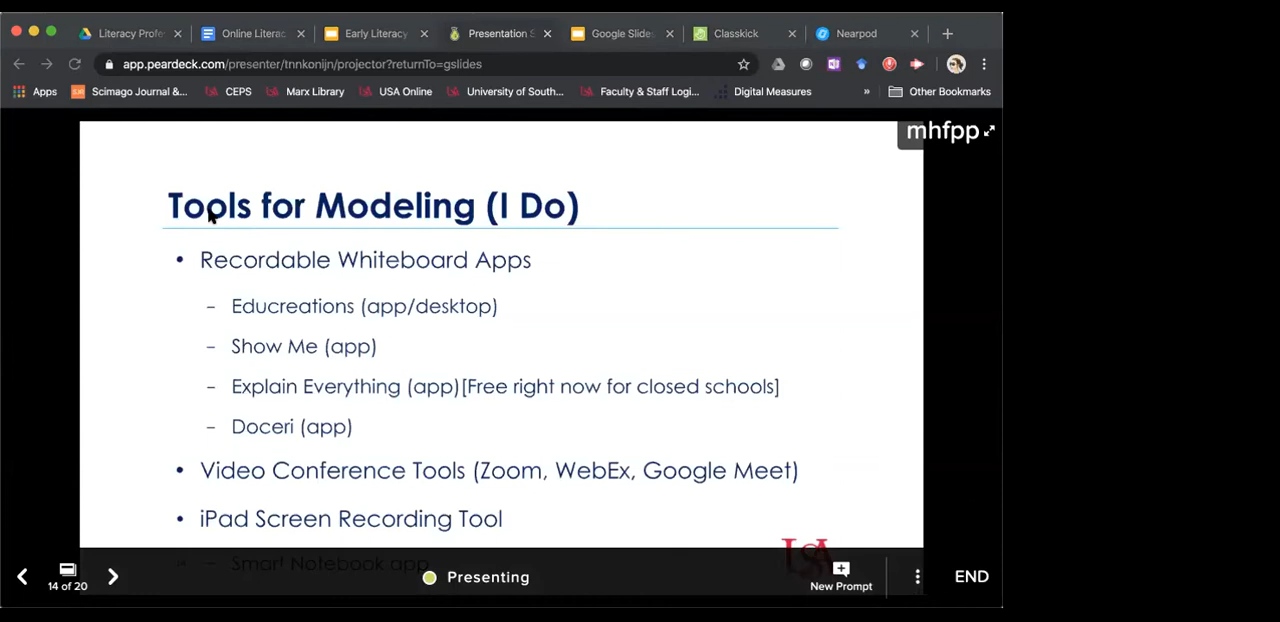 Literacy Profe
Online Literac
Early Literacy
Presentation S
Google Slide
Classkick
Nearpod
app.peardeck.com/presenter/tnnkonijn/projector?returnTo=gslides
Apps
Scimago Journal &...
CEPS
Marx Library
USA Online
University of South...
Faculty & Staff Logi...
Digital Measures
»
Other Bookmarks
mhfpp
Tools for Modeling (I Do)
• Recordable Whiteboard Apps
- Educreations (app/desktop)
- Show Me (app)
- Explain Everything (app)[Free right now for closed schools]
- Doceri (app)
• Video Conference Tools (Zoom, WebEx, Google Meet)
• iPad Screen Recording Tool
- Smart Notebook app
USA
14 of 20
Presenting
New Prompt
END